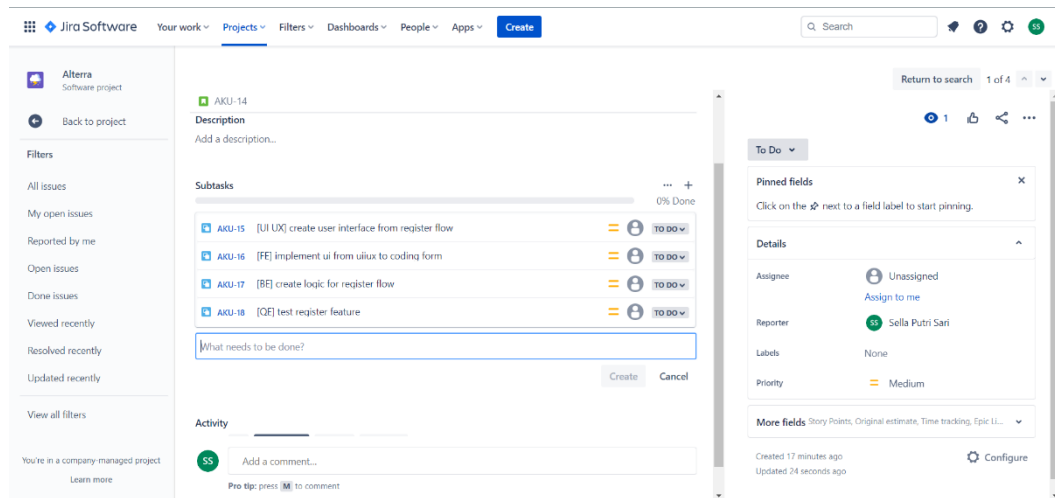 Jira Software Your work Projects Filters Dashboards People Apps Create Search SS
Alterra
Software project
Back to project
Filters
All issues
My open issues
Reported by me
Open issues
Done issues
Viewed recently
Resolved recently
Updated recently
View all filters
You're in a company-managed project
Learn more
AKU-14
Description
Add a description...
Subtasks
0% Done
AKU-15 [UI UX] create user interface from register flow TO DO
AKU-16 [FE] implement ui from uiiux to coding form TO DO
AKU-17 [BE] create logic for register flow TO DO
AKU-18 [QE] test register feature TO DO
What needs to be done?
Create Cancel
Activity
SS Add a comment...
Pro tip: press M to comment
Return to search 1 of 4
1
To Do
Pinned fields
Click on the next to a field label to start pinning.
Details
Assignee Unassigned
Assign to me
Reporter SS Sella Putri Sari
Labels None
Priority Medium
More fields Story Points, Original estimate, Time tracking, Epic Li...
Created 17 minutes ago Configure
Updated 24 seconds ago